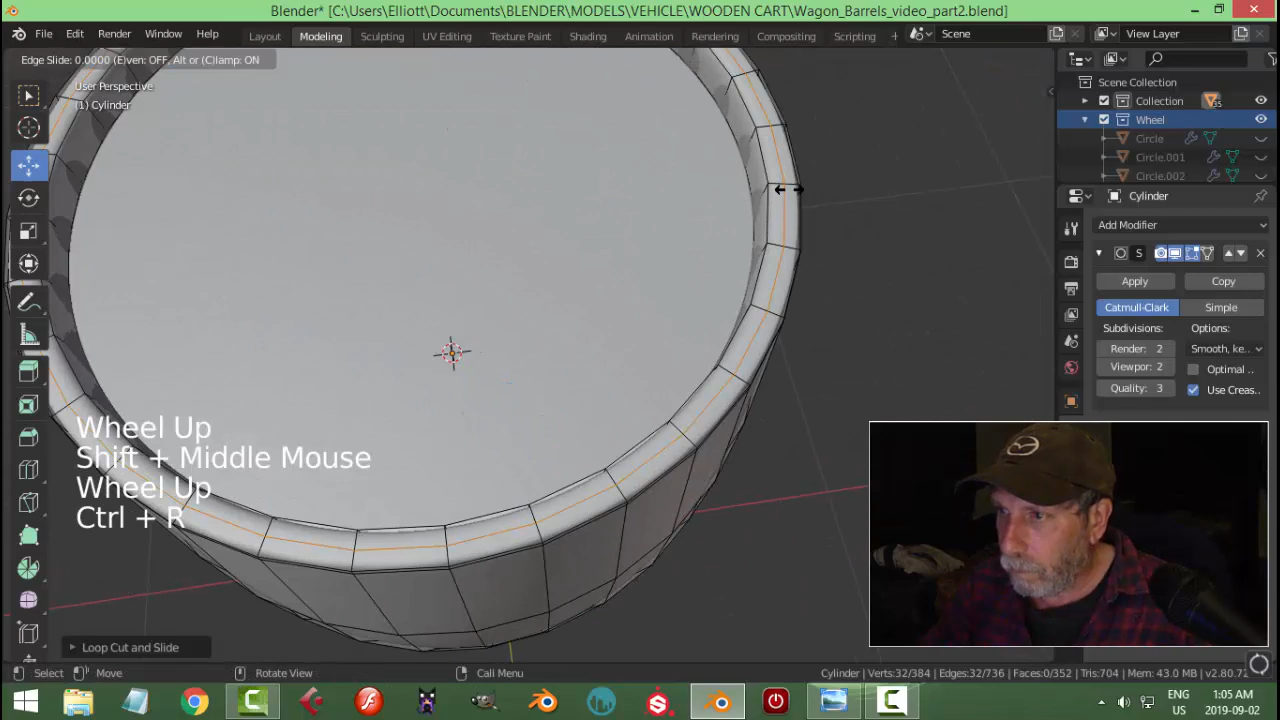 Blender* [C:\Users\Elliott\Documents\BLENDER\MODELS\VEHICLE\WOODEN CART\Wagon_Barrels_video_part2.blend]
File Edit Render Window Help Layout Modeling Sculpting UV Editing Texture Paint Shading Animation Rendering Compositing Scripting + Scene View Layer
Edge Slide: 0.0000 (E)ven: OFF, Alt or (C)lamp: ON
User Perspective
(1) Cylinder
Scene Collection
Collection 35
Wheel
Circle
Circle.001
Circle.002
Cylinder
Add Modifier
S
Apply Copy
Catmull-Clark Simple
Subdivisions: Options:
Render: 2 Smooth, ke..
Viewport: 2 Optimal ..
Quality: 3 Use Creas..
Wheel Up
Shift + Middle Mouse
Wheel Up
Ctrl + R
Loop Cut and Slide
Select Move Rotate View Call Menu Cylinder | Verts:32/384 | Edges:32/736 | Faces:0/352 | Tris:704 | Mem: 43.0 MB | v2.80.72
ENG 1:05 AM
US 2019-09-02